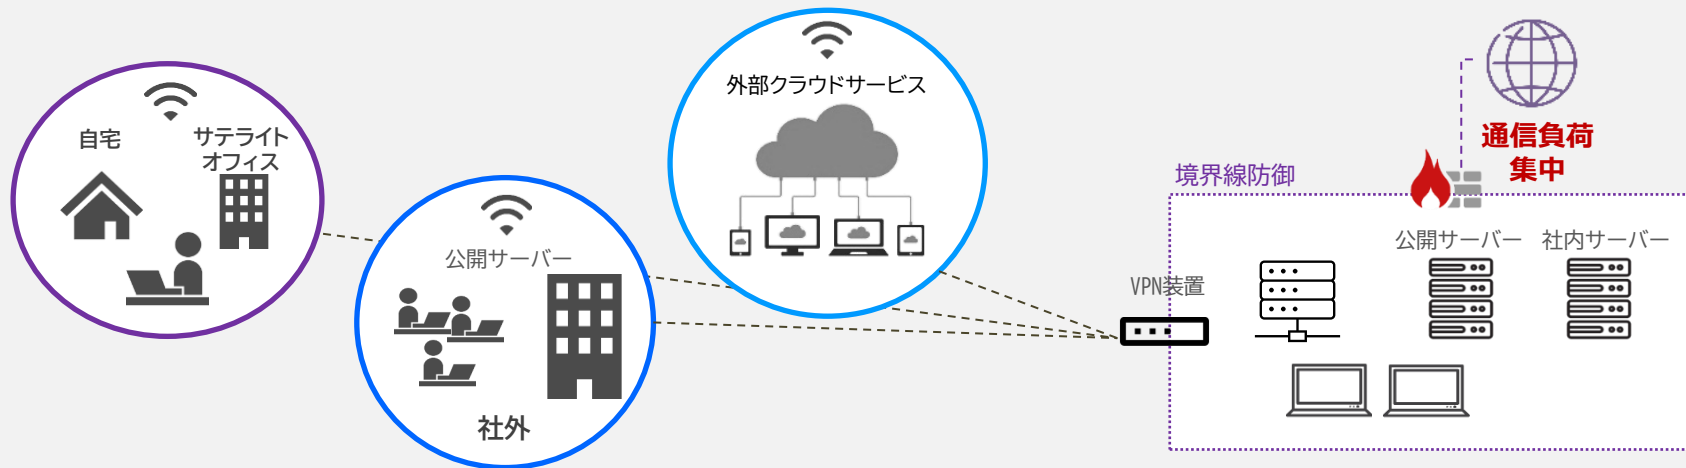 自宅
サテライト
オフィス
公開サーバー
社外
外部クラウドサービス
通信負荷
集中
境界線防御
公開サーバー
社内サーバー
VPN装置